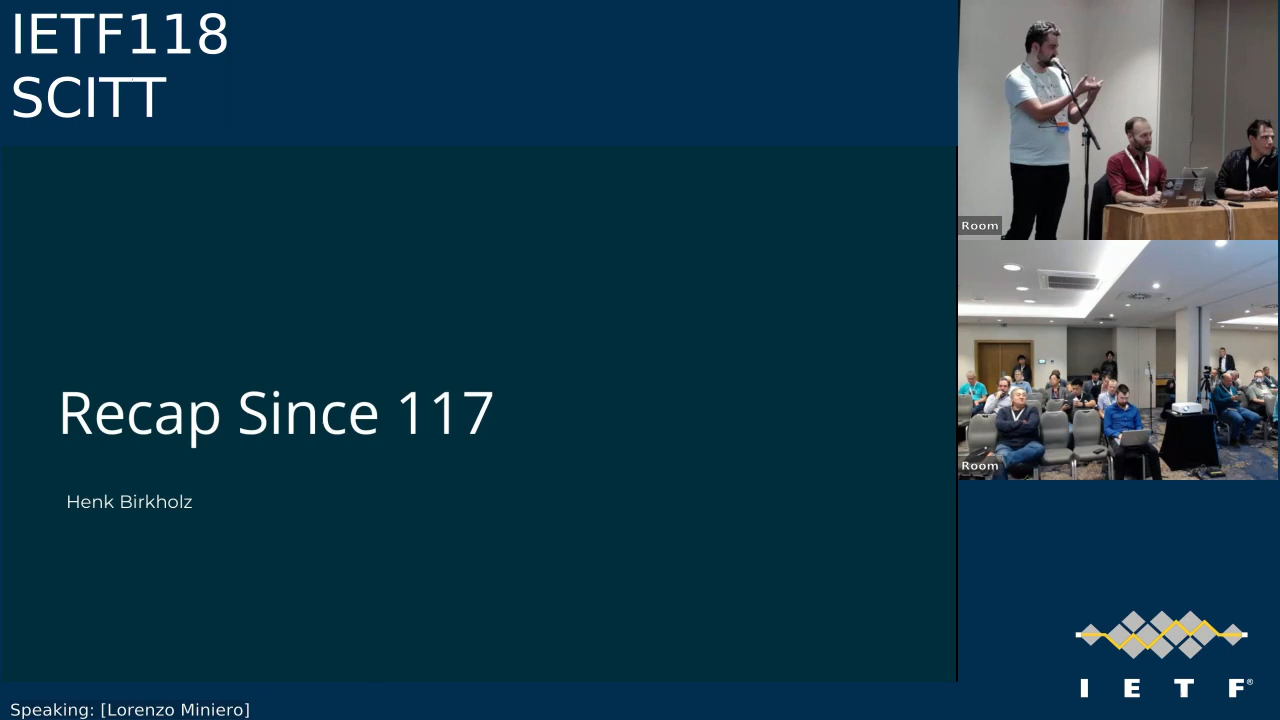 IETF118
SCITT
Recap Since 117
Henk Birkholz
Room
Room
I E T F®
Speaking: [Lorenzo Miniero]